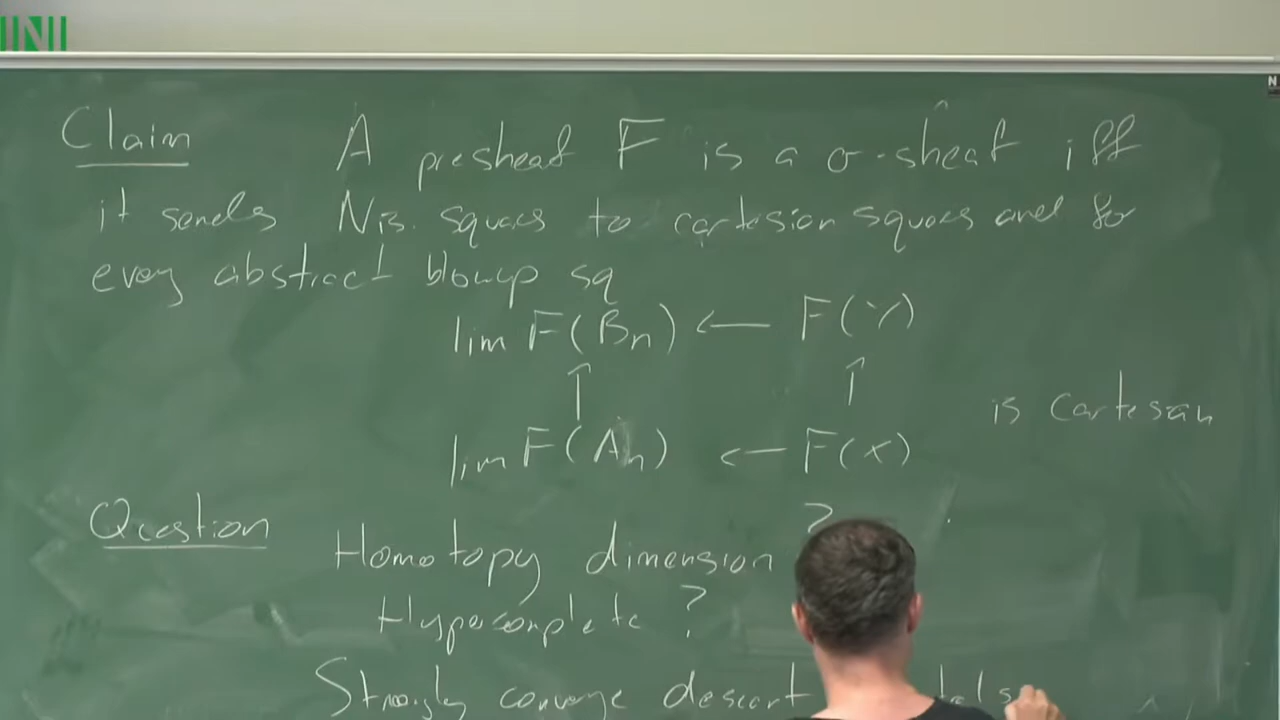 INI
N
Claim A presheaf F is a σ-sheaf iff
it sends Nis. squares to cartesian squares and for
every abstract blowup sq
lim F(Bn) ← F(Y)
↑ ↑
is cartesian
lim F(An) ← F(X)
Question Homotopy dimension ?
Hypercomplete ?
Strongly converge descent